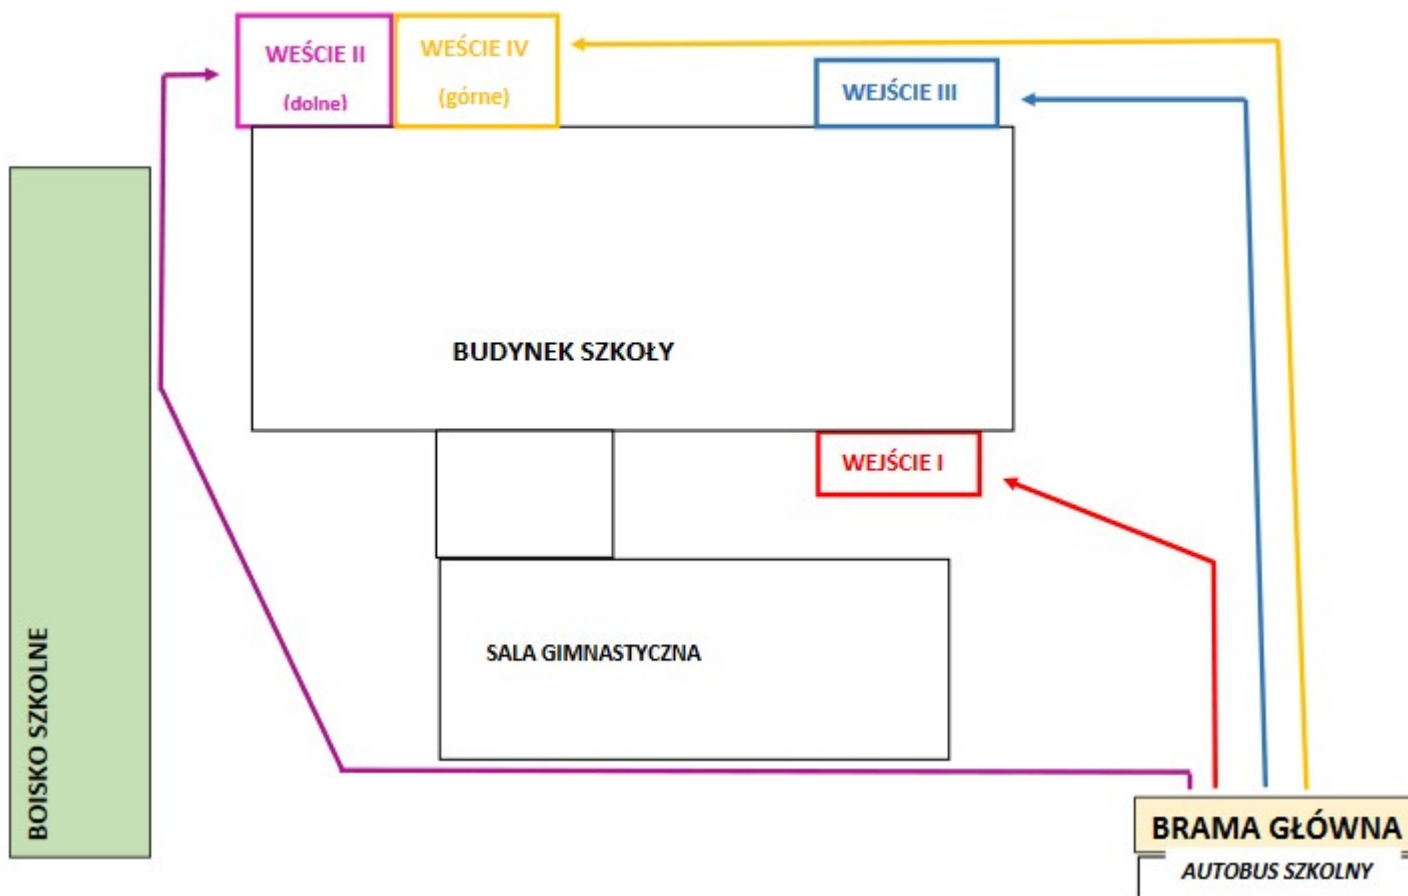 WEŚCIE II
(dolne)
WEŚCIE IV
(górne)
WEJŚCIE III
BUDYNEK SZKOŁY
WEJŚCIE I
SALA GIMNASTYCZNA
BOISKO SZKOLNE
BRAMA GŁÓWNA
AUTOBUS SZKOLNY